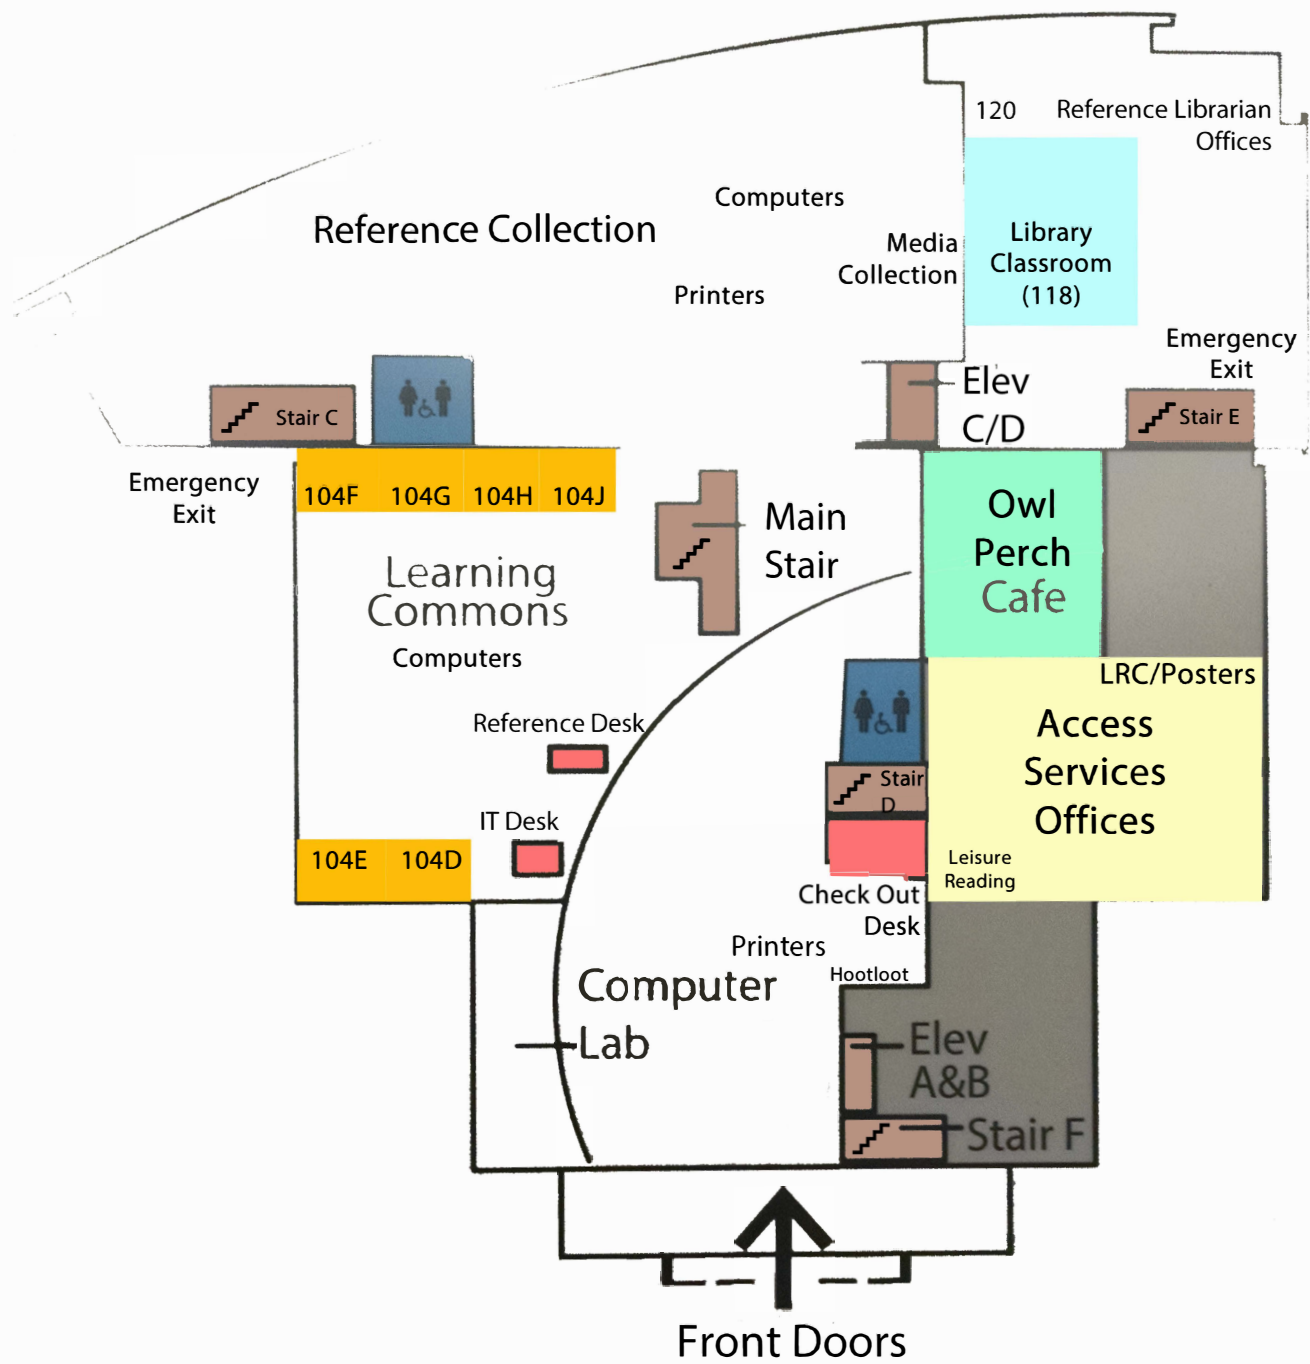 120
Reference Librarian
Offices
Computers
Reference Collection
Media
Collection
Library
Classroom
(118)
Printers
Emergency
Exit
Elev
C/D
Stair C
Stair E
Emergency
Exit
104F
104G
104H
104J
Main
Stair
Owl
Perch
Cafe
Learning
Commons
Computers
LRC/Posters
Access
Services
Offices
Reference Desk
Stair
D
IT Desk
104E
104D
Leisure
Reading
Check Out
Desk
Printers
Hootloot
Computer
Lab
Elev
A&B
Stair F
Front Doors